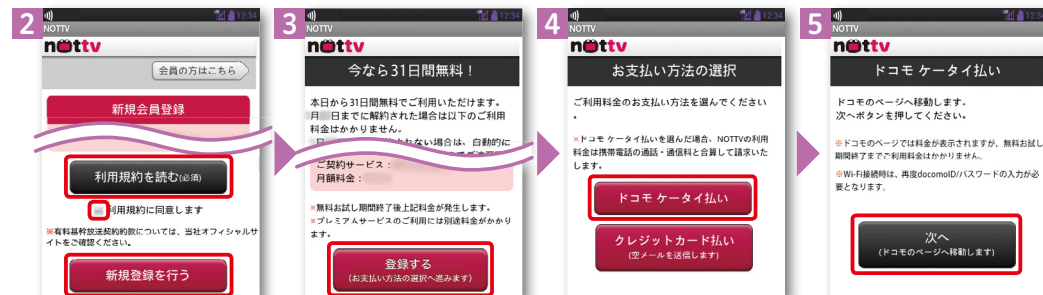 2
12:34
NOTTV
nottv
会員の方はこちら
新規会員登録
利用規約を読む(必須)
利用規約に同意します
※有料基幹放送契約約款については、当社オフィシャルサ
イトをご確認ください。
新規登録を行う
3
12:34
NOTTV
nottv
今なら31日間無料！
本日から31日間無料でご利用いただけます。
月 日までに解約された場合は以下のご利用
料金はかかりません。
れない場合は、自動的に
ご契約サービス：
月額料金：
※無料お試し期間終了後上記料金が発生します。
※プレミアムサービスのご利用には別途料金がかかり
ます。
登録する
(お支払い方法の選択へ進みます)
4
12:34
NOTTV
nottv
お支払い方法の選択
ご利用料金のお支払い方法を選んでください
。
※ドコモ ケータイ払いを選んだ場合、NOTTVの利用
料金は携帯電話の通話・通信料と合算して請求いた
します。
ドコモ ケータイ払い
クレジットカード払い
(空メールを送信します)
5
12:34
NOTTV
nottv
ドコモ ケータイ払い
ドコモのページへ移動します。
次へボタンを押してください。
※ドコモのページでは料金が表示されますが、無料お試し
期間終了までご利用料金はかかりません。
※Wi-Fi接続時は、再度docomoID/パスワードの入力が必
要となります。
次へ
(ドコモのページへ移動します)